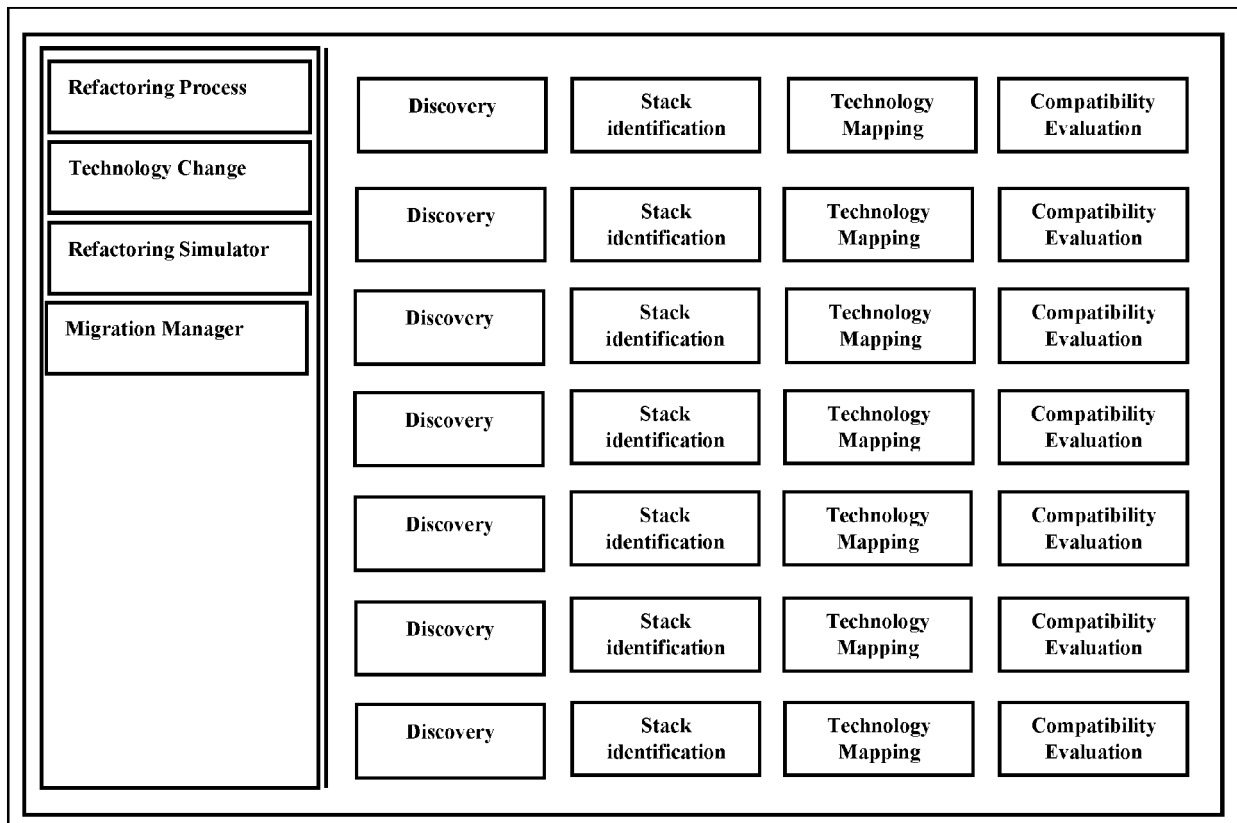 Refactoring Process
Technology Change
Refactoring Simulator
Migration Manager
Discovery
Stack
identification
Technology
Mapping
Compatibility
Evaluation
Discovery
Stack
identification
Technology
Mapping
Compatibility
Evaluation
Discovery
Stack
identification
Technology
Mapping
Compatibility
Evaluation
Discovery
Stack
identification
Technology
Mapping
Compatibility
Evaluation
Discovery
Stack
identification
Technology
Mapping
Compatibility
Evaluation
Discovery
Stack
identification
Technology
Mapping
Compatibility
Evaluation
Discovery
Stack
identification
Technology
Mapping
Compatibility
Evaluation